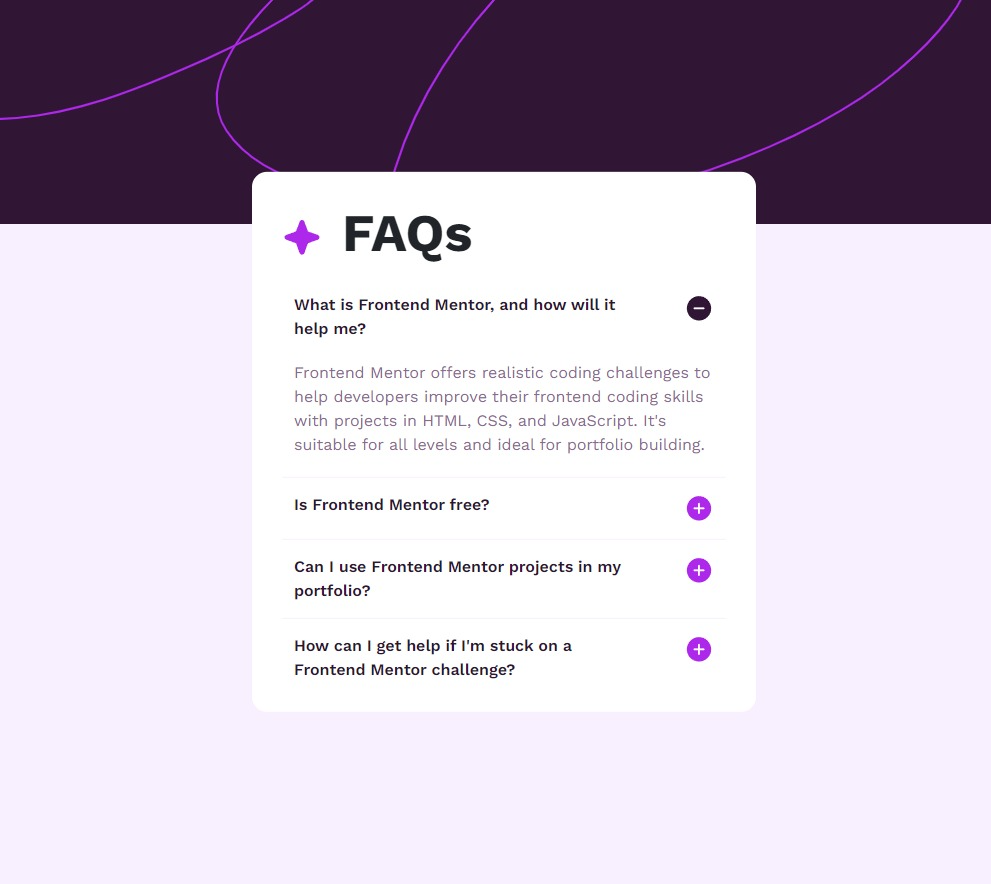 FAQs
What is Frontend Mentor, and how will it
help me?
Frontend Mentor offers realistic coding challenges to
help developers improve their frontend coding skills
with projects in HTML, CSS, and JavaScript. It's
suitable for all levels and ideal for portfolio building.
Is Frontend Mentor free?
Can I use Frontend Mentor projects in my
portfolio?
How can I get help if I'm stuck on a
Frontend Mentor challenge?